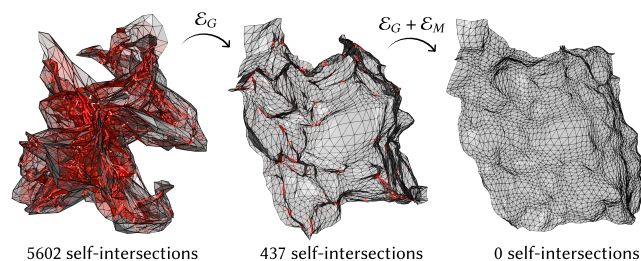 ℰ_G
ℰ_G + ℰ_M
5602 self-intersections
437 self-intersections
0 self-intersections